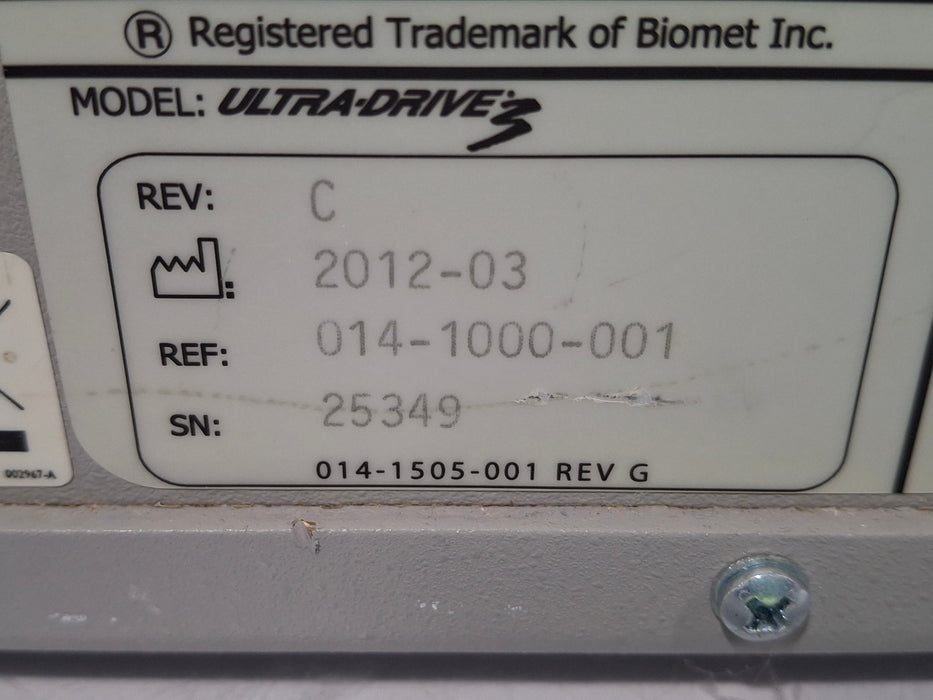 ® Registered Trademark of Biomet Inc.
MODEL: ULTRA-DRIVE 3
REV: C
: 2012-03
REF: 014-1000-001
SN: 25349
014-1505-001 REV G
002967-A